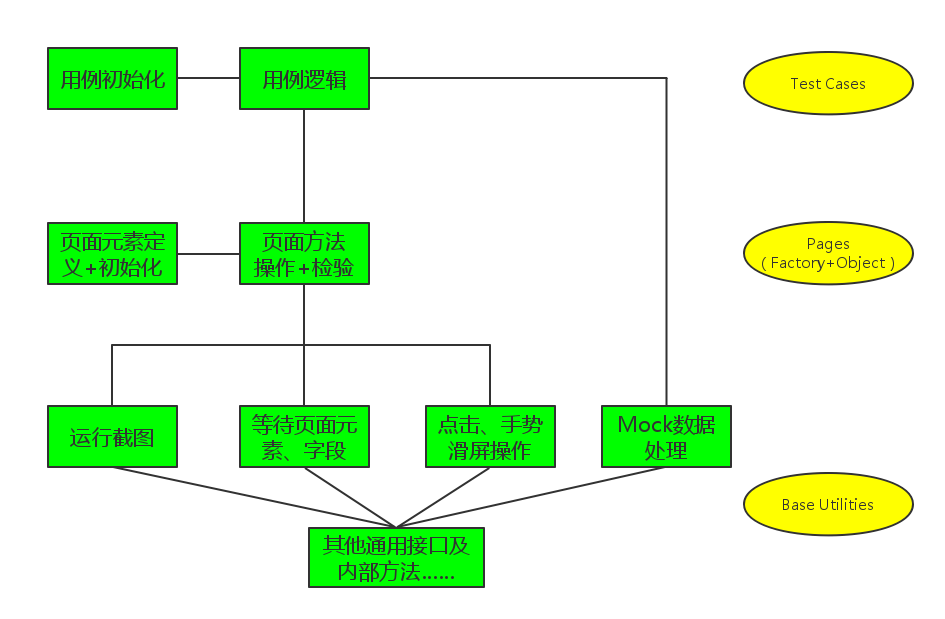 用例初始化
用例逻辑
Test Cases
页面元素定
义+初始化
页面方法
操作+检验
Pages
( Factory+Object )
运行截图
等待页面元
素、字段
点击、手势
滑屏操作
Mock数据
处理
Base Utilities
其他通用接口及
内部方法......